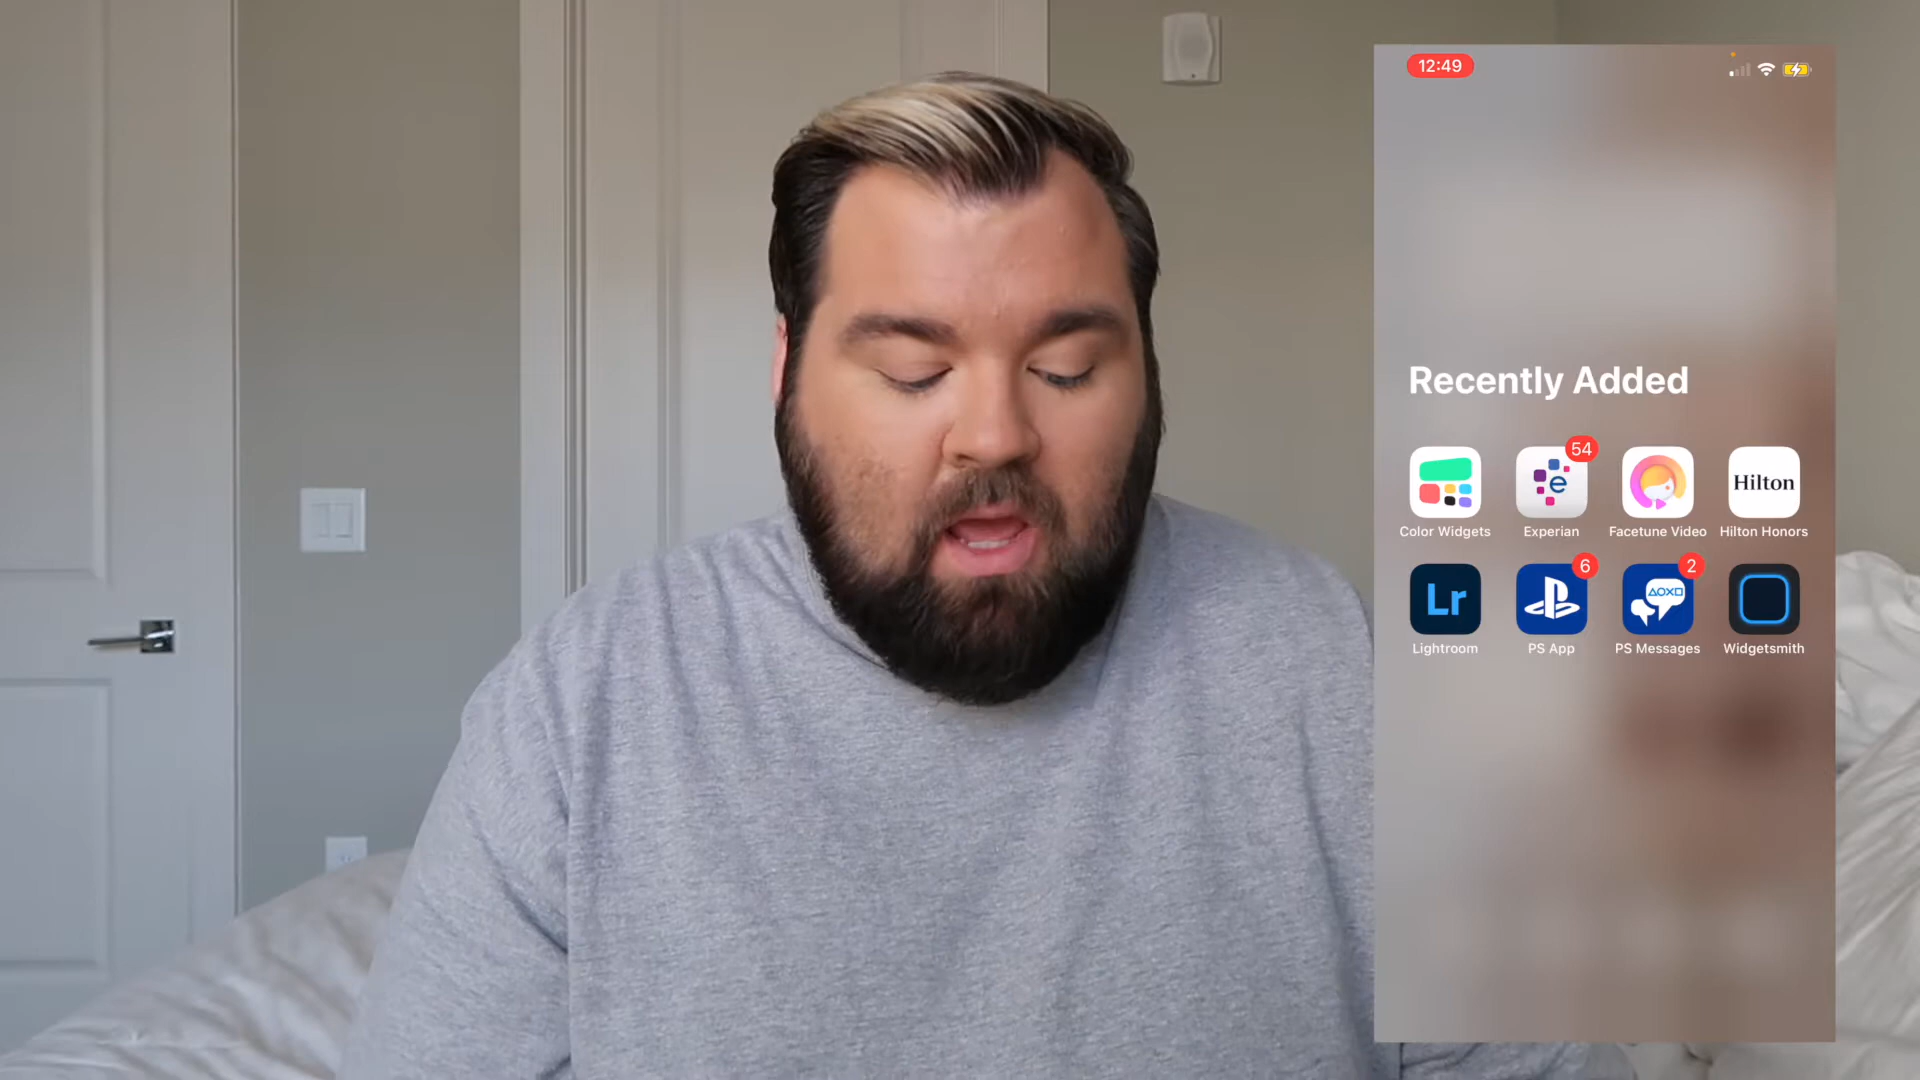 12:49
Recently Added
54
Hilton
Color Widgets
Experian
Facetune Video
Hilton Honors
6
2
Lr
Lightroom
PS App
PS Messages
Widgetsmith